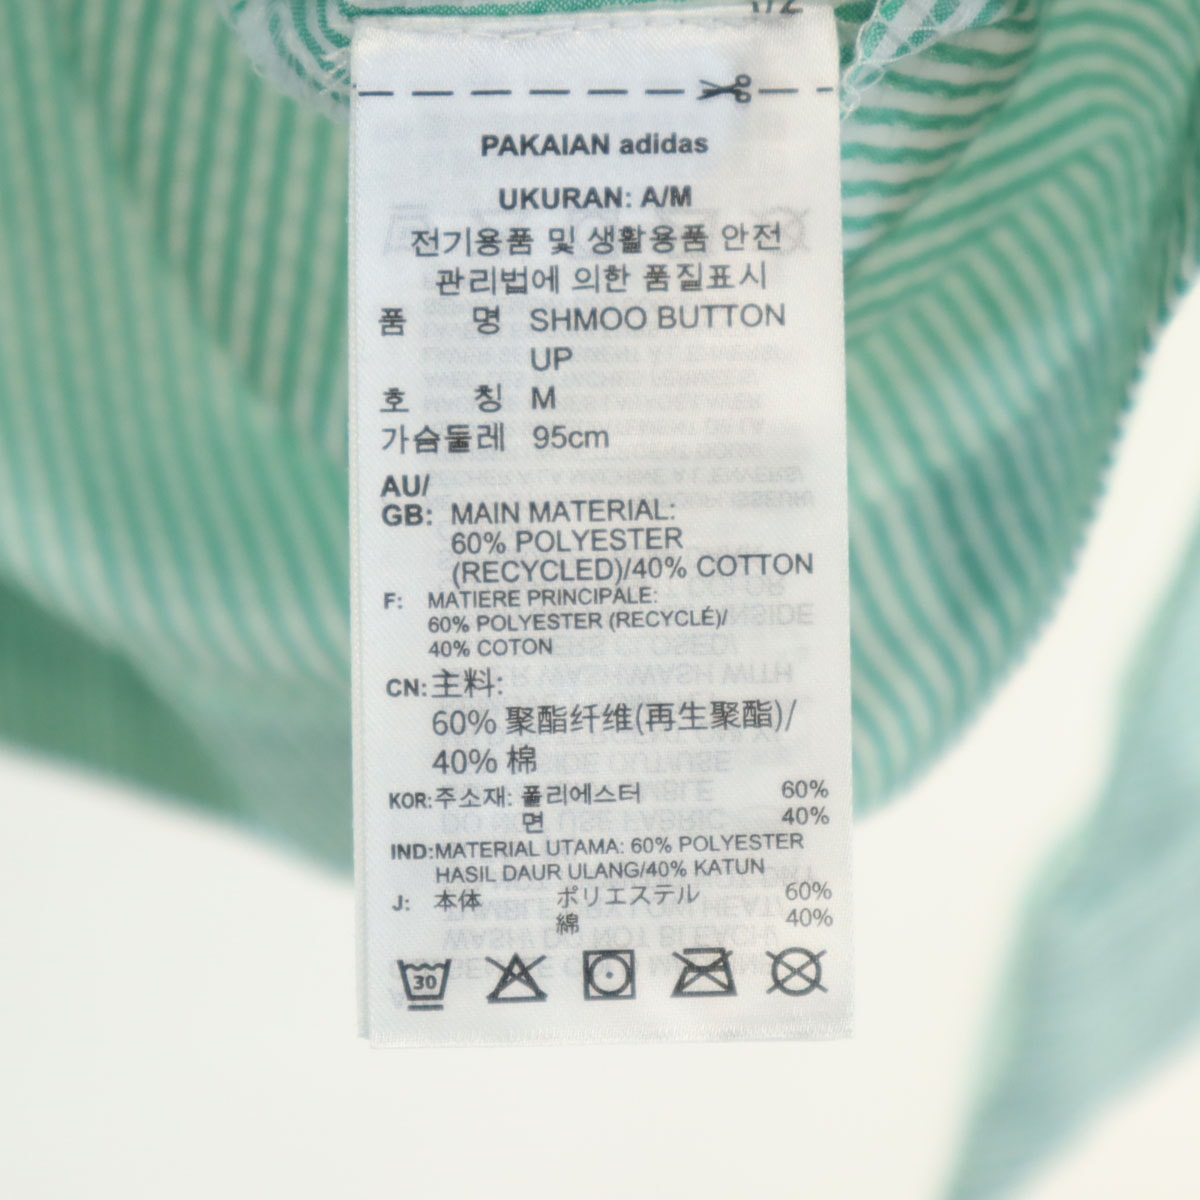 PAKAIAN adidas
UKURAN: A/M
전기용품 및 생활용품 안전
관리법에 의한 품질표시
품 명 SHMOO BUTTON
UP
호 칭 M
가슴둘레 95cm
AU/
GB: MAIN MATERIAL:
60% POLYESTER
(RECYCLED)/40% COTTON
F: MATIERE PRINCIPALE:
60% POLYESTER (RECYCLÉ)/
40% COTON
CN: 主料:
60% 聚酯纤维(再生聚酯)/
40% 棉
KOR: 주소재: 폴리에스터 60%
면 40%
IND: MATERIAL UTAMA: 60% POLYESTER
HASIL DAUR ULANG/40% KATUN
J: 本体 ポリエステル 60%
綿 40%
30